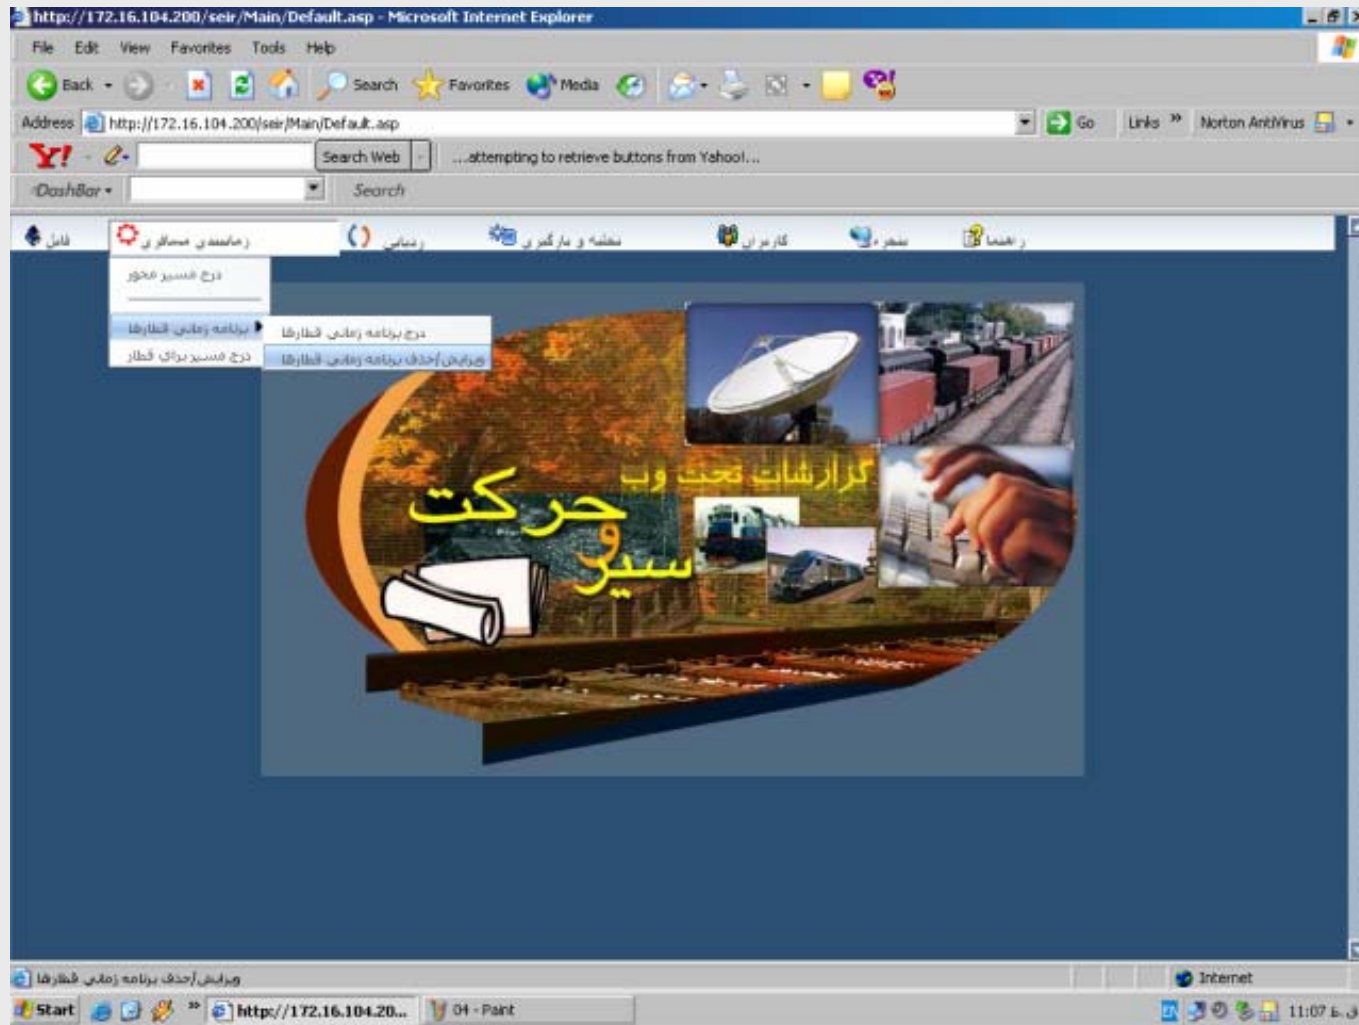 http://172.16.104.200/seir/Main/Default.asp - Microsoft Internet Explorer
File Edit View Favorites Tools Help
Back Search Favorites Media
Address http://172.16.104.200/seir/Main/Default.asp Go Links » Norton AntiVirus
Y! Search Web ...attempting to retrieve buttons from Yahoo!...
DashBar Search
فایل زمانبندی مسافری ردیابی تخلیه و بارگیری کاربران پنجره راهنما
درج مسیر محور
برنامه زمانی قطارها
درج برنامه زمانی قطارها
درج مسیر برای قطار
ویرایش/حذف برنامه زمانی قطارها
گزارشات تحت وب
سیر و حرکت
ویرایش/حذف برنامه زمانی قطارها Internet
Start » http://172.16.104.20... 04 - Paint EN 11:07 ق.ظ